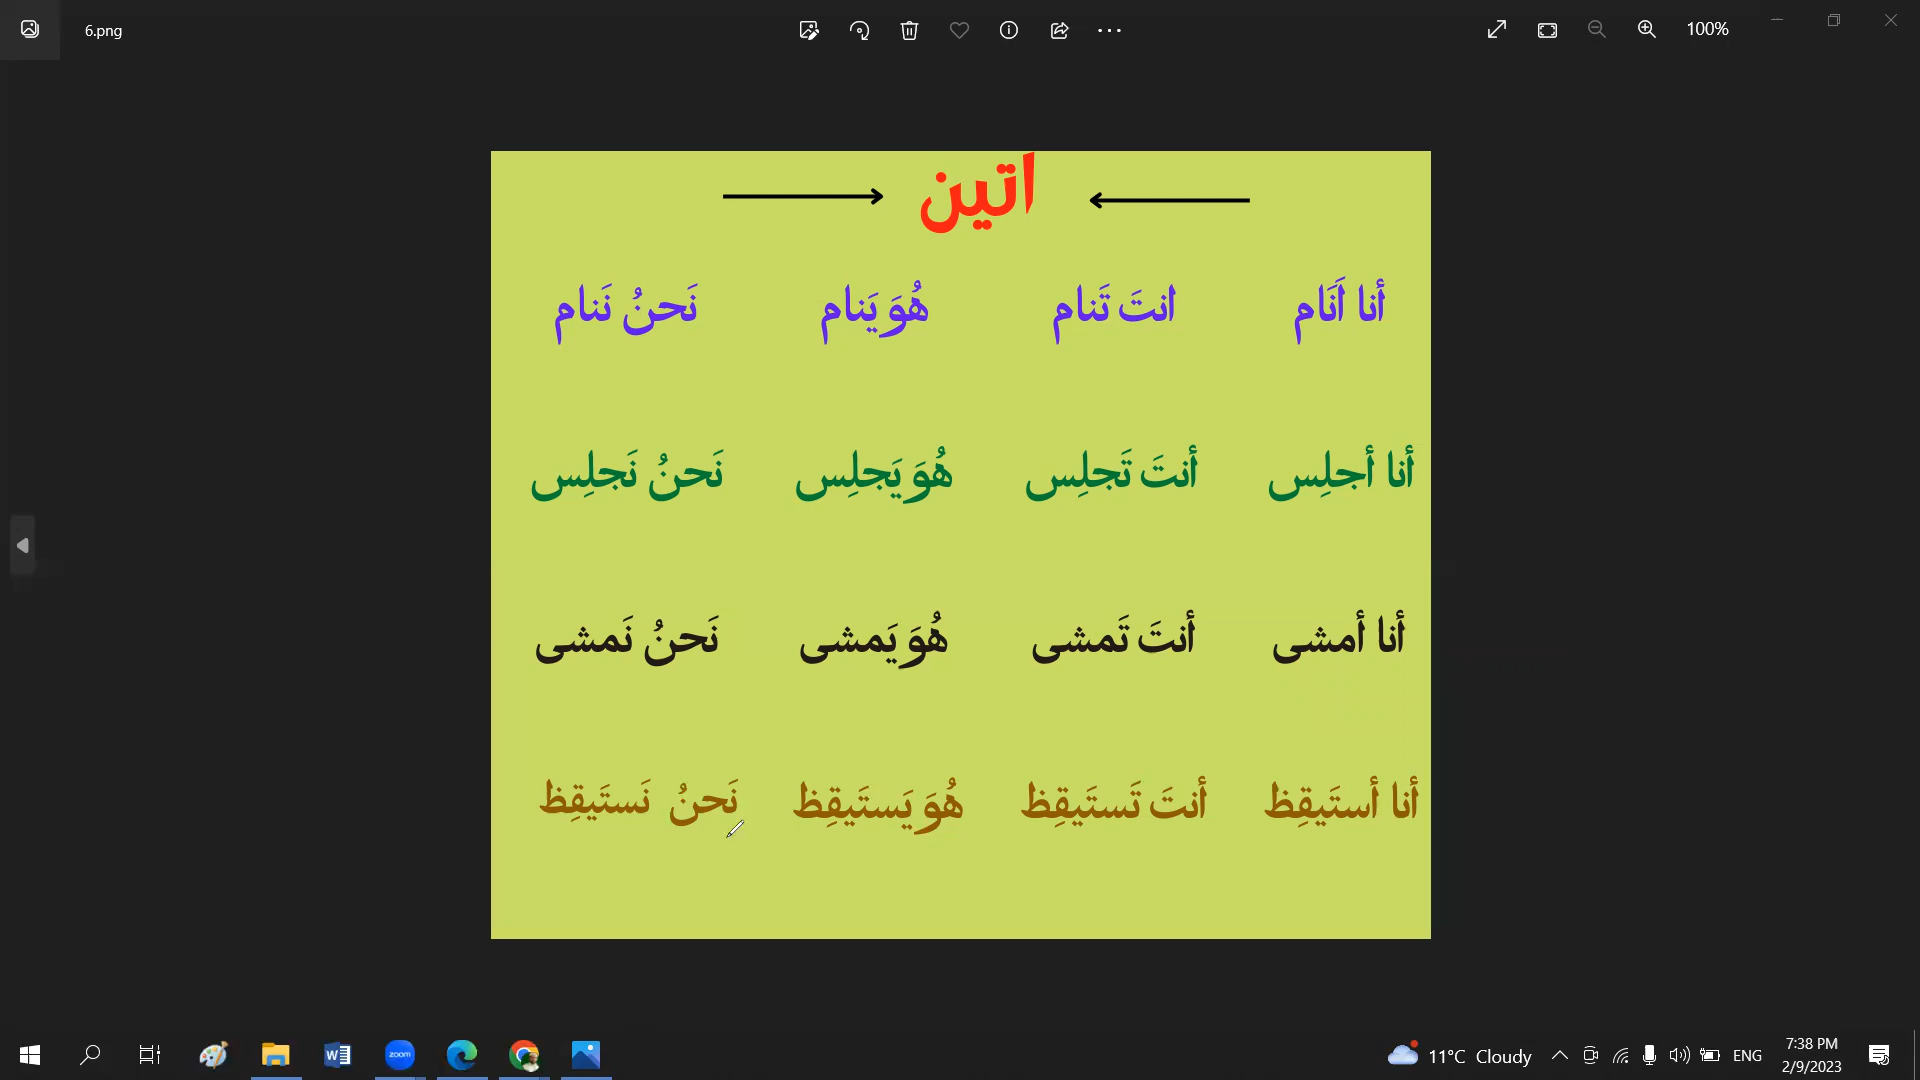 6.png
100%
اتين
أنا أَنَام انتَ تَنام هُوَ يَنام نَحنُ نَنام
أنا أجلِس أنتَ تَجلِس هُوَ يَجلِس نَحنُ نَجلِس
أنا أمشى أنتَ تَمشى هُوَ يَمشى نَحنُ نَمشى
أنا أستَيقِظ أنتَ تَستَيقِظ هُوَ يَستَيقِظ نَحنُ نَستَيقِظ
zoom
11°C Cloudy
ENG
7:38 PM
2/9/2023